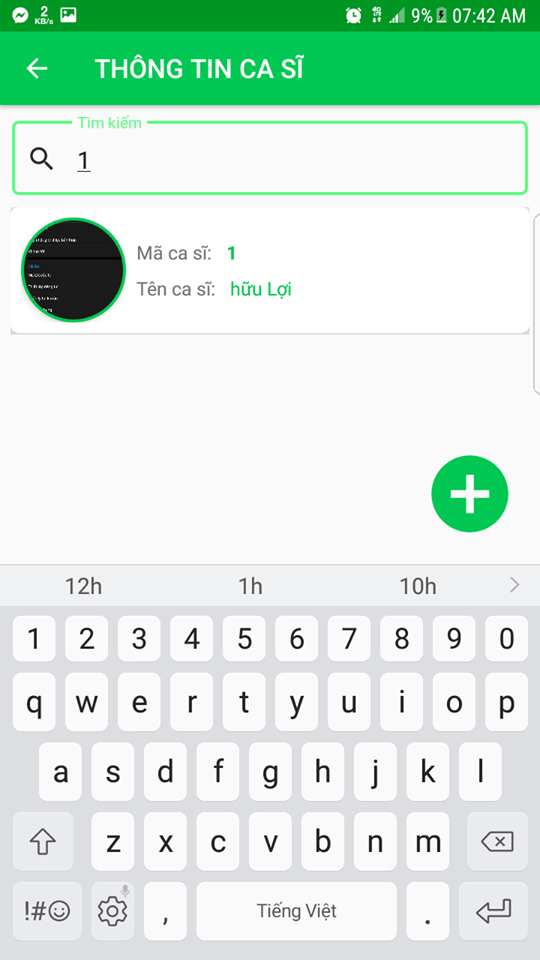 2
KB/s
4G
9% 07:42 AM
THÔNG TIN CA SĨ
Tìm kiếm
1
Mã ca sĩ: 1
Tên ca sĩ: hữu Lợi
12h 1h 10h
1 2 3 4 5 6 7 8 9 0
q w e r t y u i o p
a s d f g h j k l
z x c v b n m
!#☺ , Tiếng Việt .